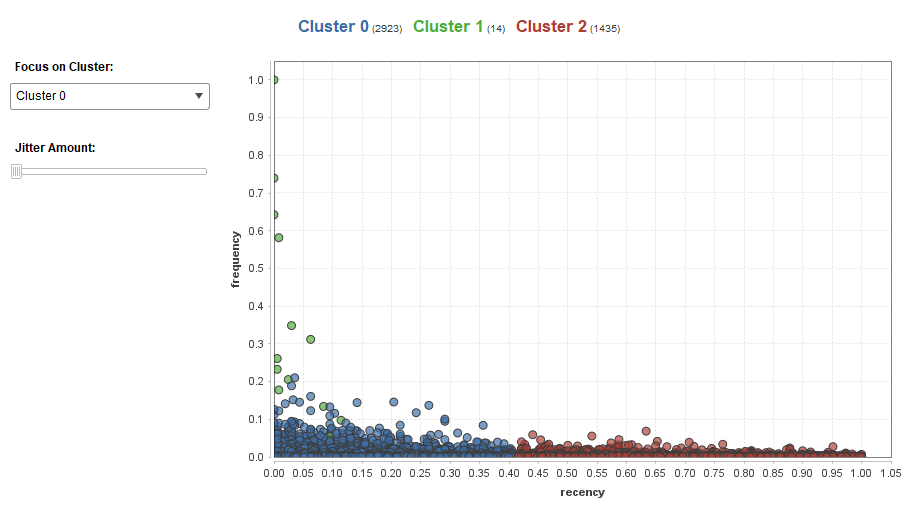 Cluster 0 (2923) Cluster 1 (14) Cluster 2 (1435)
Focus on Cluster:
Cluster 0
Jitter Amount:
frequency
1.0
0.9
0.8
0.7
0.6
0.5
0.4
0.3
0.2
0.1
0.0
0.00 0.05 0.10 0.15 0.20 0.25 0.30 0.35 0.40 0.45 0.50 0.55 0.60 0.65 0.70 0.75 0.80 0.85 0.90 0.95 1.00 1.05
recency